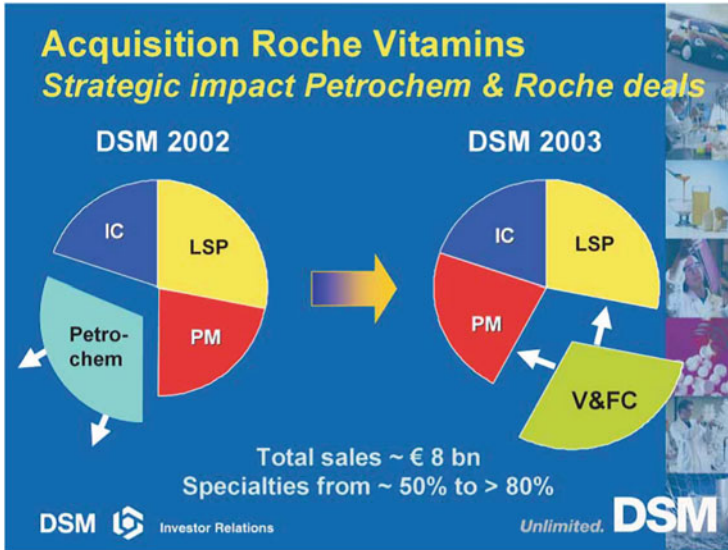 Acquisition Roche Vitamins
Strategic impact Petrochem & Roche deals
DSM 2002
DSM 2003
IC
LSP
Petro-
chem
PM
IC
LSP
PM
V&FC
Total sales ~ € 8 bn
Specialties from ~ 50% to > 80%
DSM Investor Relations
Unlimited. DSM